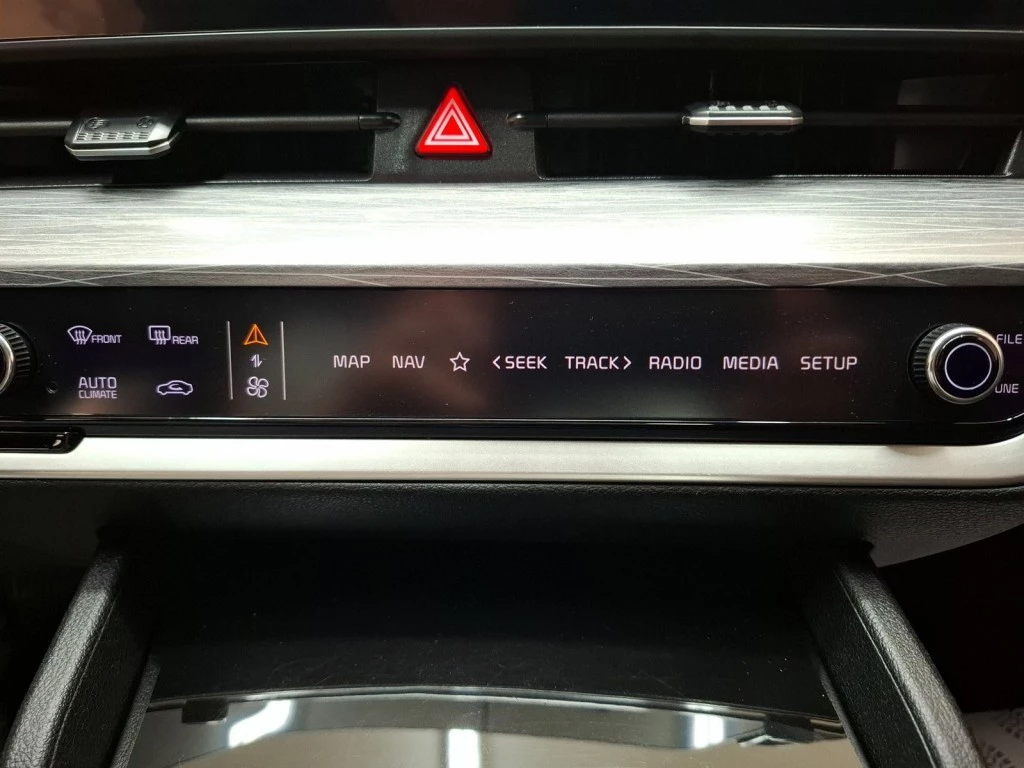 FRONT
REAR
AUTO
CLIMATE
MAP NAV SEEK TRACK RADIO MEDIA SETUP
FILE